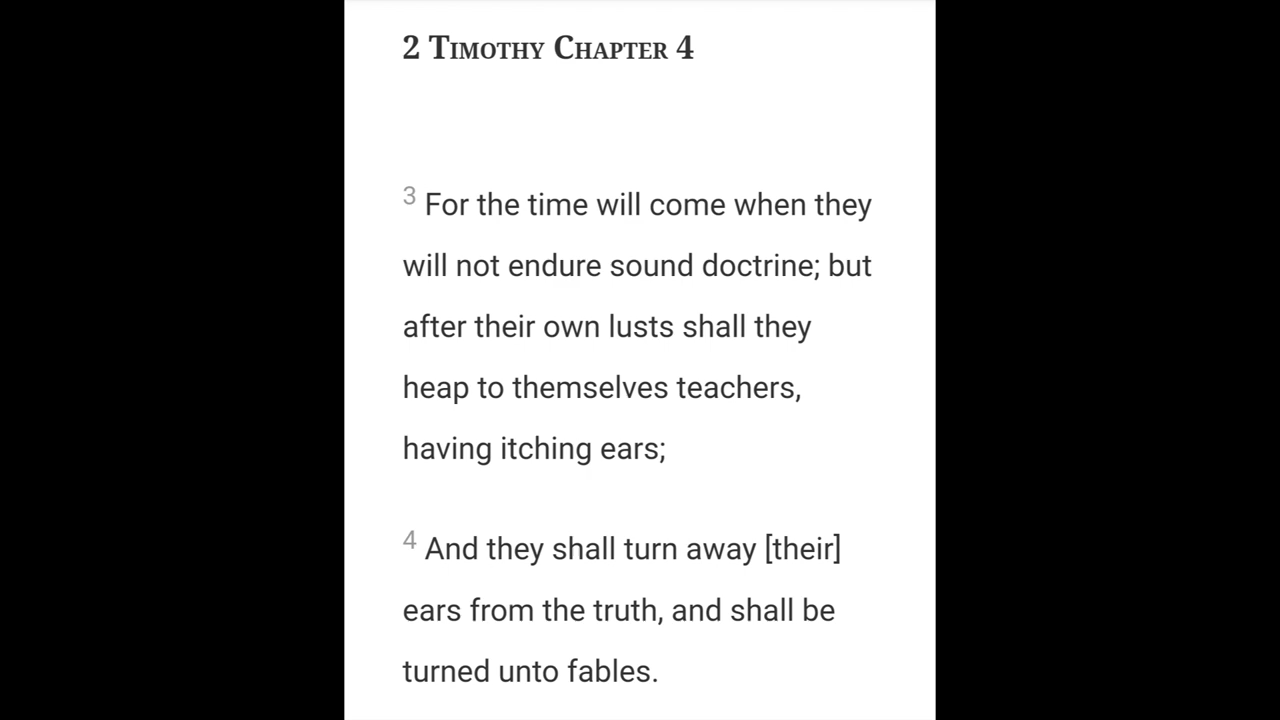 2 Timothy Chapter 4
3 For the time will come when they
will not endure sound doctrine; but
after their own lusts shall they
heap to themselves teachers,
having itching ears;
4 And they shall turn away [their]
ears from the truth, and shall be
turned unto fables.